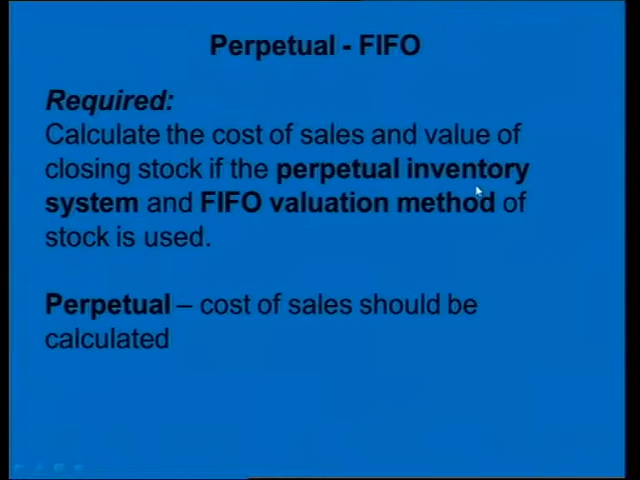 Perpetual - FIFO
Required:
Calculate the cost of sales and value of
closing stock if the perpetual inventory
system and FIFO valuation method of
stock is used.
Perpetual – cost of sales should be
calculated